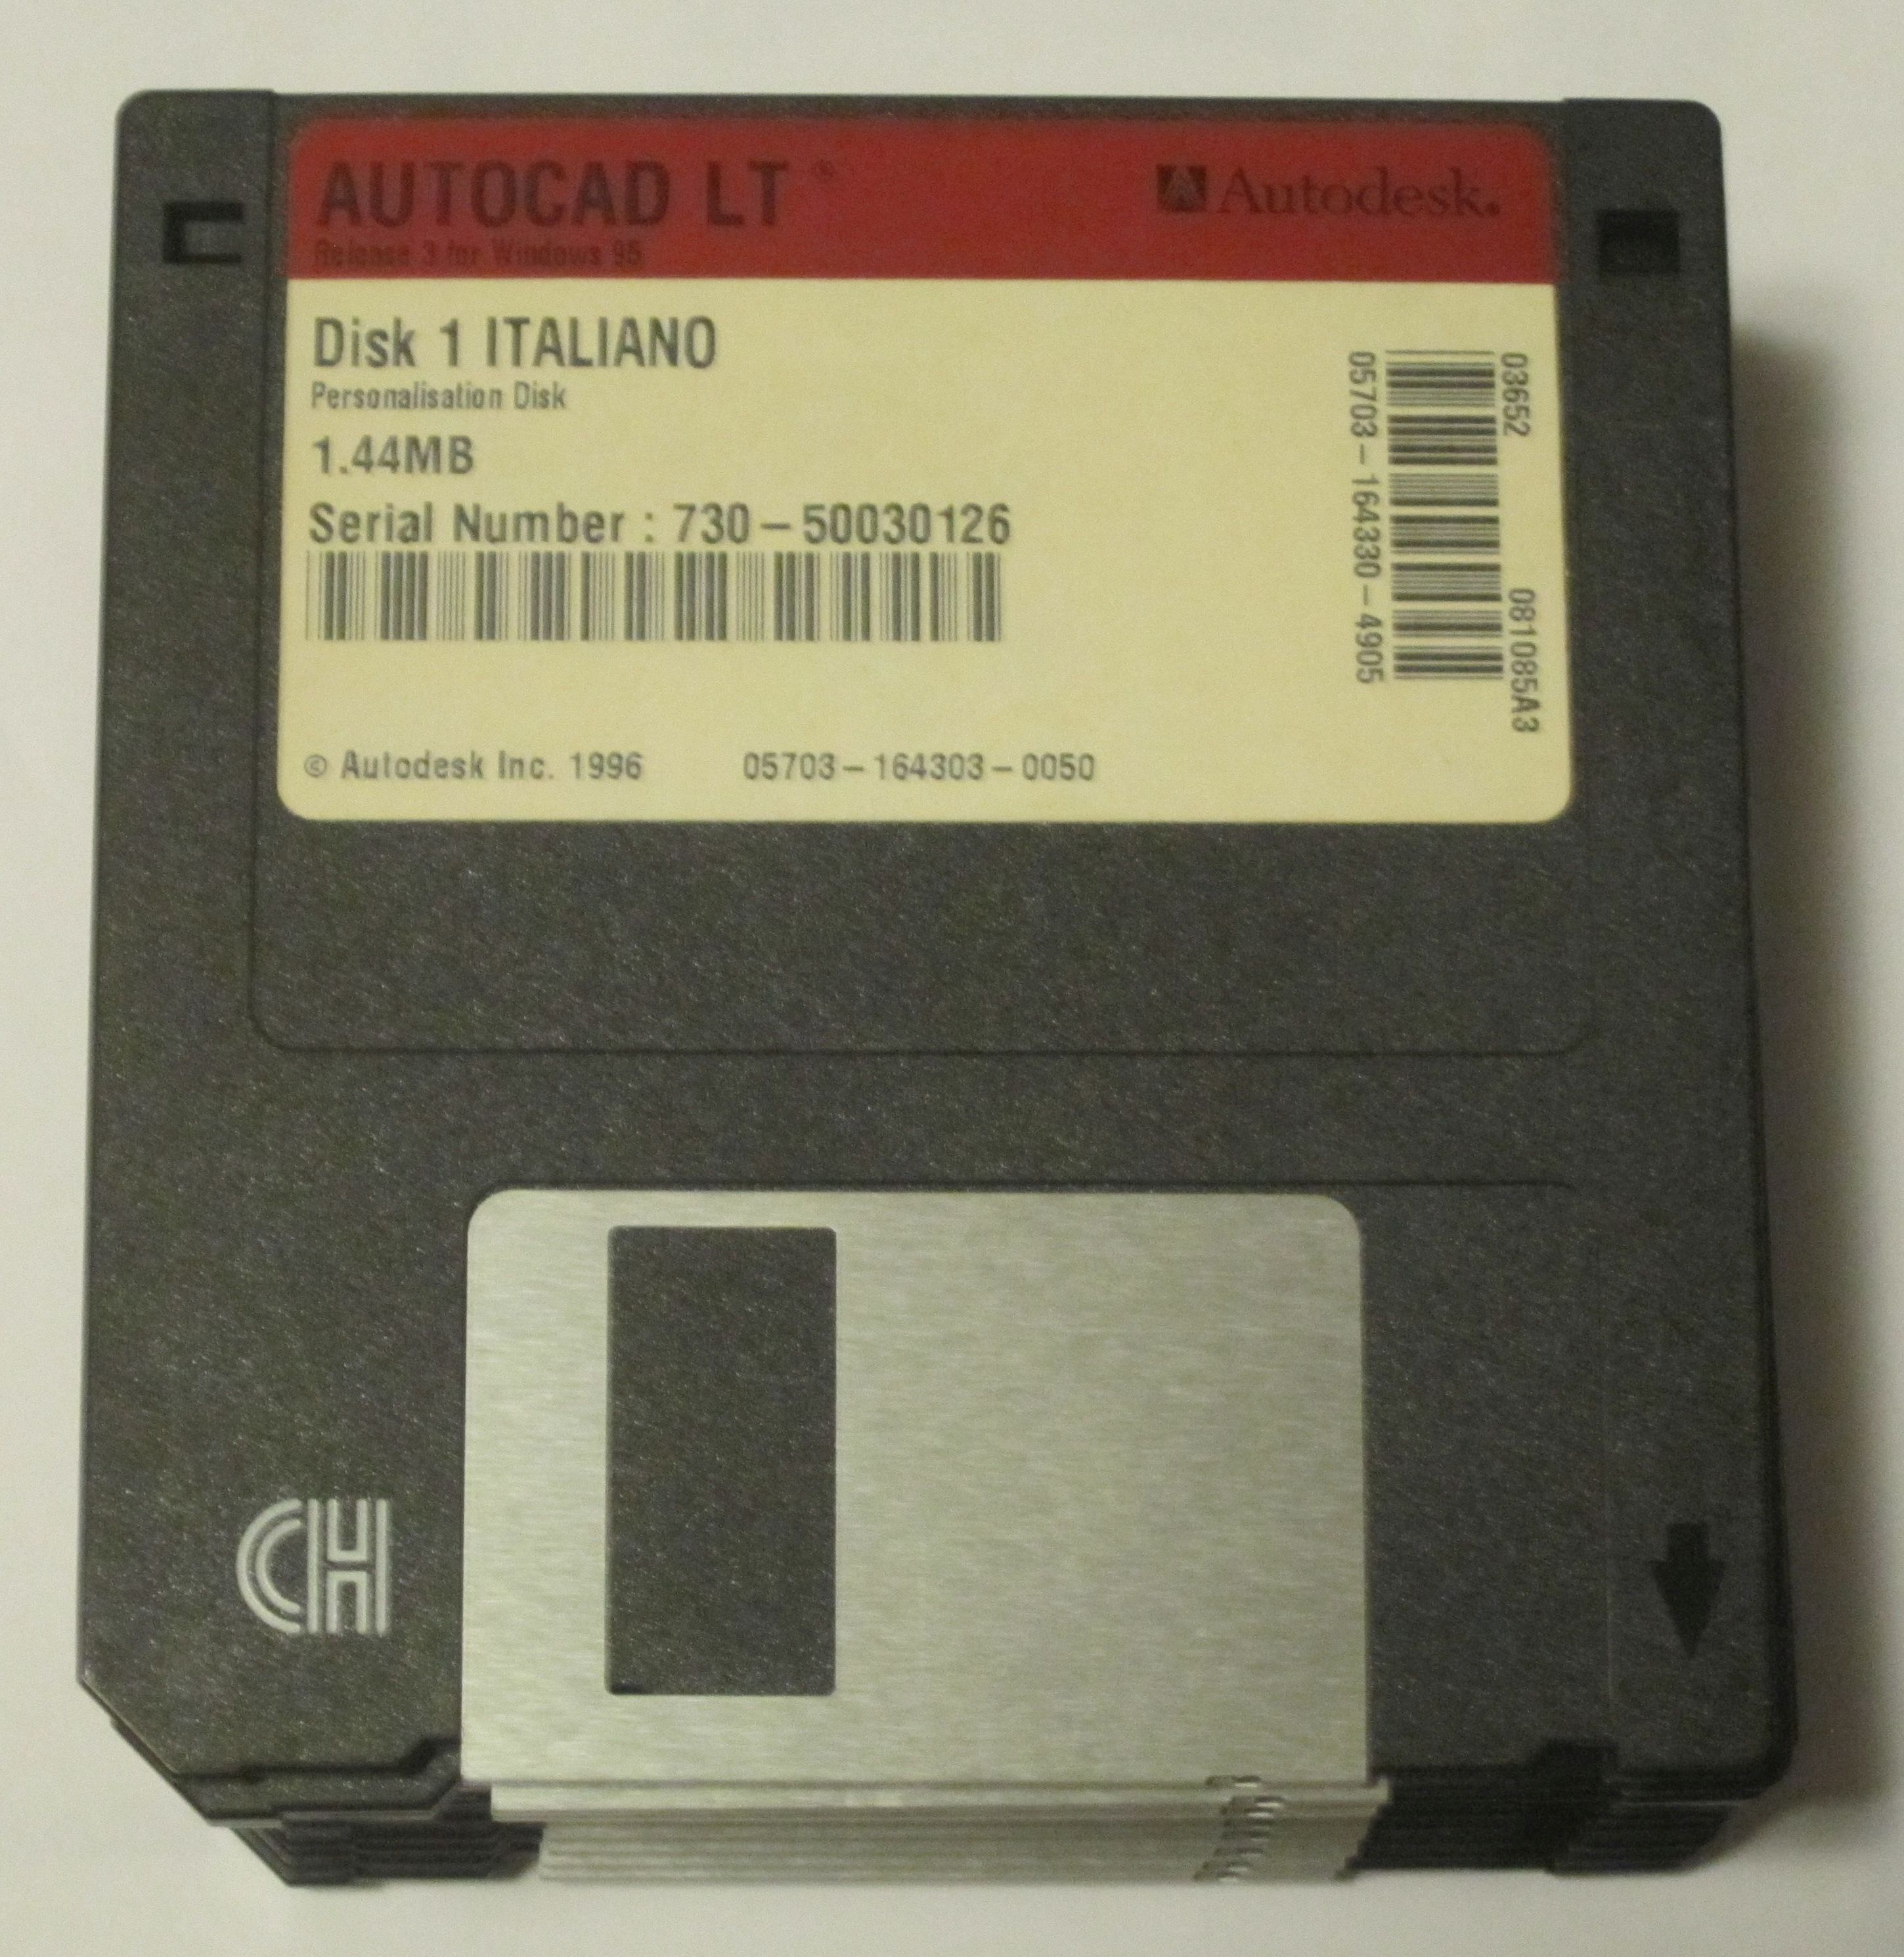 AUTOCAD LT ®
Autodesk.
Release 3 for Windows 95
Disk 1 ITALIANO
Personalisation Disk
1.44MB
Serial Number : 730–50030126
© Autodesk Inc. 1996 05703–164303–0050
03652 081085A3
05703–164330–4905
CH